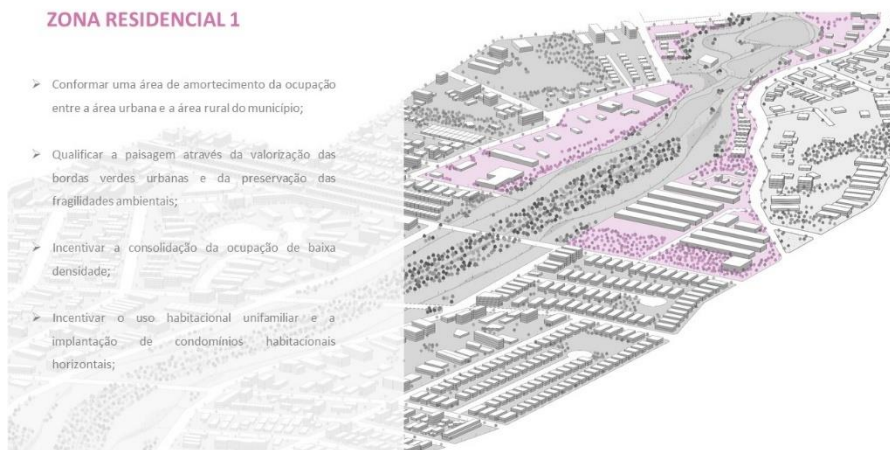 ZONA RESIDENCIAL 1
➢ Conformar uma área de amortecimento da ocupação
entre a área urbana e a área rural do município;
➢ Qualificar a paisagem através da valorização das
bordas verdes urbanas e da preservação das
fragilidades ambientais;
➢ Incentivar a consolidação da ocupação de baixa
densidade;
➢ Incentivar o uso habitacional unifamiliar e a
implantação de condomínios habitacionais
horizontais;